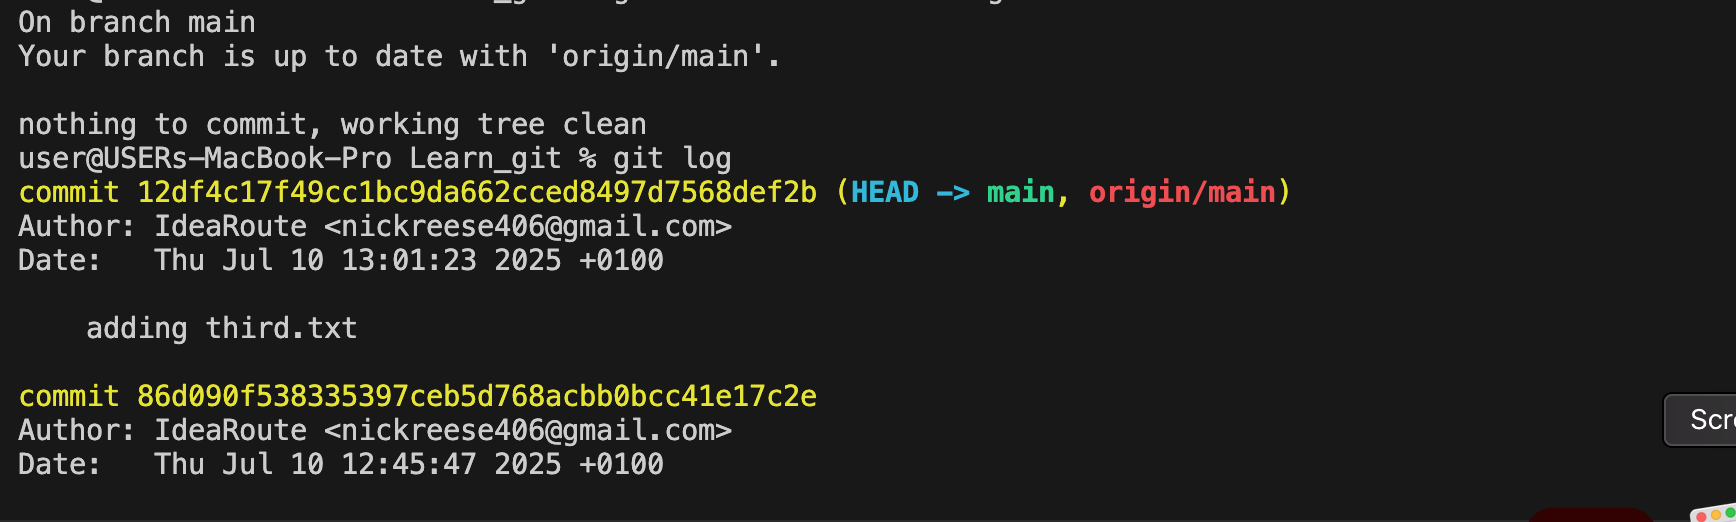 On branch main
Your branch is up to date with 'origin/main'.
nothing to commit, working tree clean
user@USERs-MacBook-Pro Learn_git % git log
commit 12df4c17f49cc1bc9da662cced8497d7568def2b (HEAD -> main, origin/main)
Author: IdeaRoute <nickreese406@gmail.com>
Date:   Thu Jul 10 13:01:23 2025 +0100
    adding third.txt
commit 86d090f538335397ceb5d768acbb0bcc41e17c2e
Author: IdeaRoute <nickreese406@gmail.com>
Date:   Thu Jul 10 12:45:47 2025 +0100